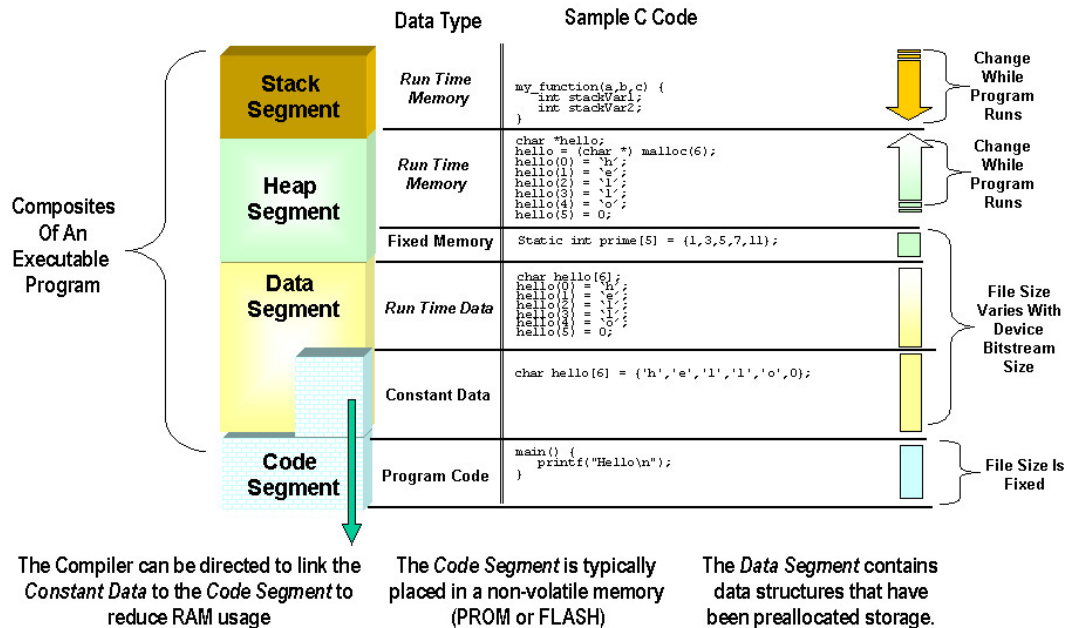 Data Type
Sample C Code
Composites
Of An
Executable
Program
Stack
Segment
Run Time
Memory
my_function(a,b,c) {
int stackVar1;
int stackVar2;
}
Change
While
Program
Runs
Heap
Segment
Run Time
Memory
char *hello;
hello = (char *) malloc(6);
hello(0) = `h´;
hello(1) = `e´;
hello(2) = `l´;
hello(3) = `l´;
hello(4) = `o´;
hello(5) = 0;
Change
While
Program
Runs
Fixed Memory
Static int prime[5] = {1,3,5,7,11};
Data
Segment
Run Time Data
char hello[6];
hello(0) = `h´;
hello(1) = `e´;
hello(2) = `l´;
hello(3) = `l´;
hello(4) = `o´;
hello(5) = 0;
File Size
Varies With
Device
Bitstream
Size
Constant Data
char hello[6] = {'h','e','l','l','o',0};
Code
Segment
Program Code
main() {
printf("Hello\n");
}
File Size Is
Fixed
The Compiler can be directed to link the
Constant Data to the Code Segment to
reduce RAM usage
The Code Segment is typically
placed in a non-volatile memory
(PROM or FLASH)
The Data Segment contains
data structures that have
been preallocated storage.